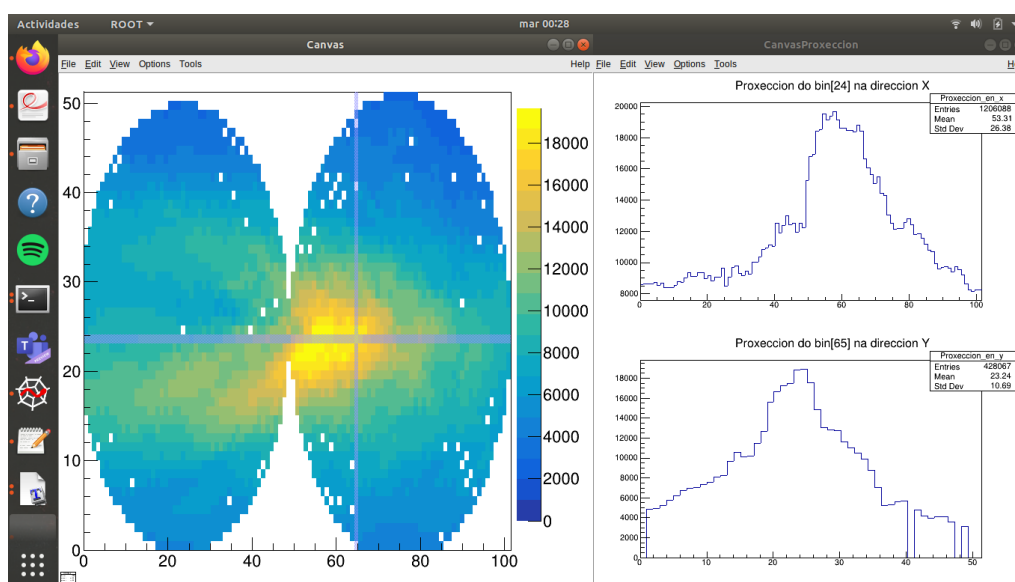 Actividades ROOT mar 00:28
Canvas
File Edit View Options Tools Help
50
40
30
20
10
0
0 20 40 60 80 100
18000
16000
14000
12000
10000
8000
6000
4000
2000
0
CanvasProxeccion
File Edit View Options Tools
Proxeccion do bin[24] na direccion X
Proxeccion_en_x
Entries 1206088
Mean 53.31
Std Dev 26.38
20000
18000
16000
14000
12000
10000
8000
0 20 40 60 80 100
Proxeccion do bin[65] na direccion Y
Proxeccion_en_y
Entries 428067
Mean 23.24
Std Dev 10.69
18000
16000
14000
12000
10000
8000
6000
4000
2000
0
0 10 20 30 40 50